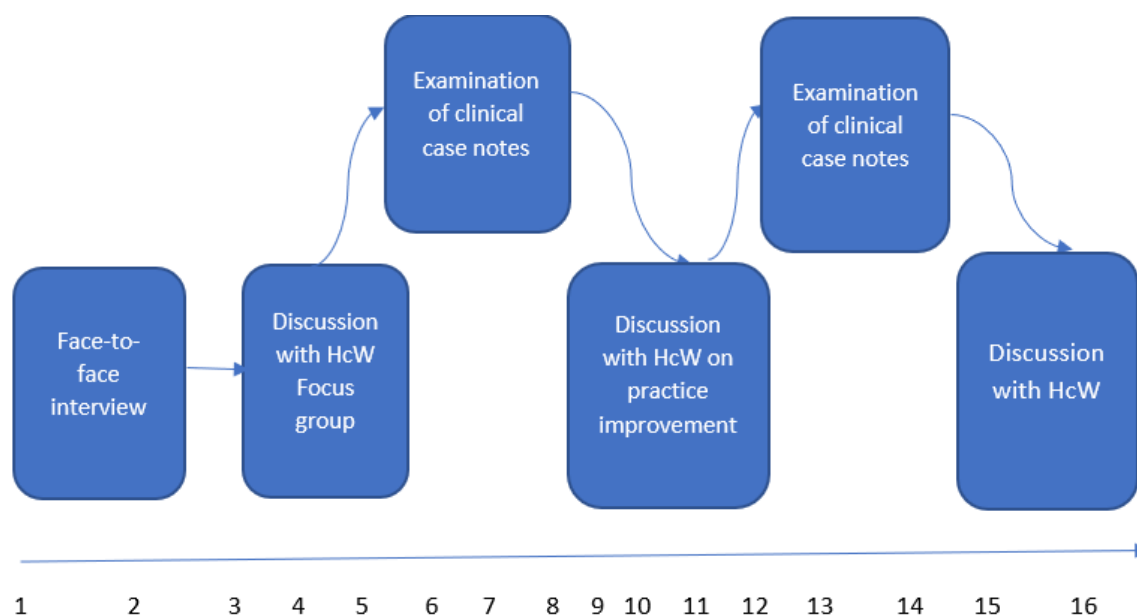 Face-to-
face
interview
Discussion
with HcW
Focus
group
Examination
of clinical
case notes
Discussion
with HcW on
practice
improvement
Examination
of clinical
case notes
Discussion
with HcW
1 2 3 4 5 6 7 8 9 10 11 12 13 14 15 16